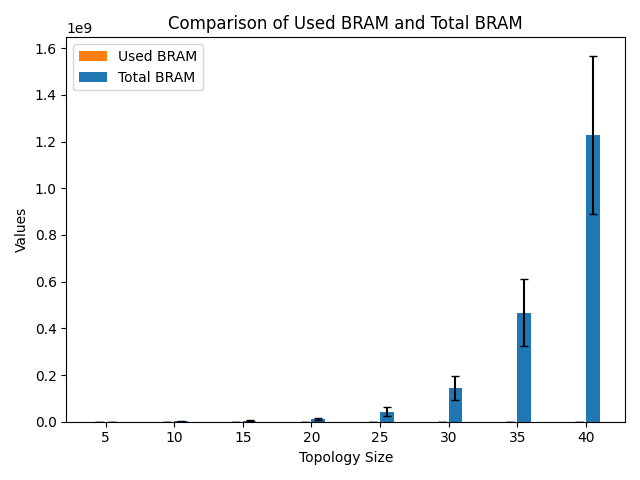 Comparison of Used BRAM and Total BRAM
1e9
Used BRAM
Total BRAM
1.6
1.4
1.2
1.0
0.8
0.6
0.4
0.2
0.0
Values
5 10 15 20 25 30 35 40
Topology Size